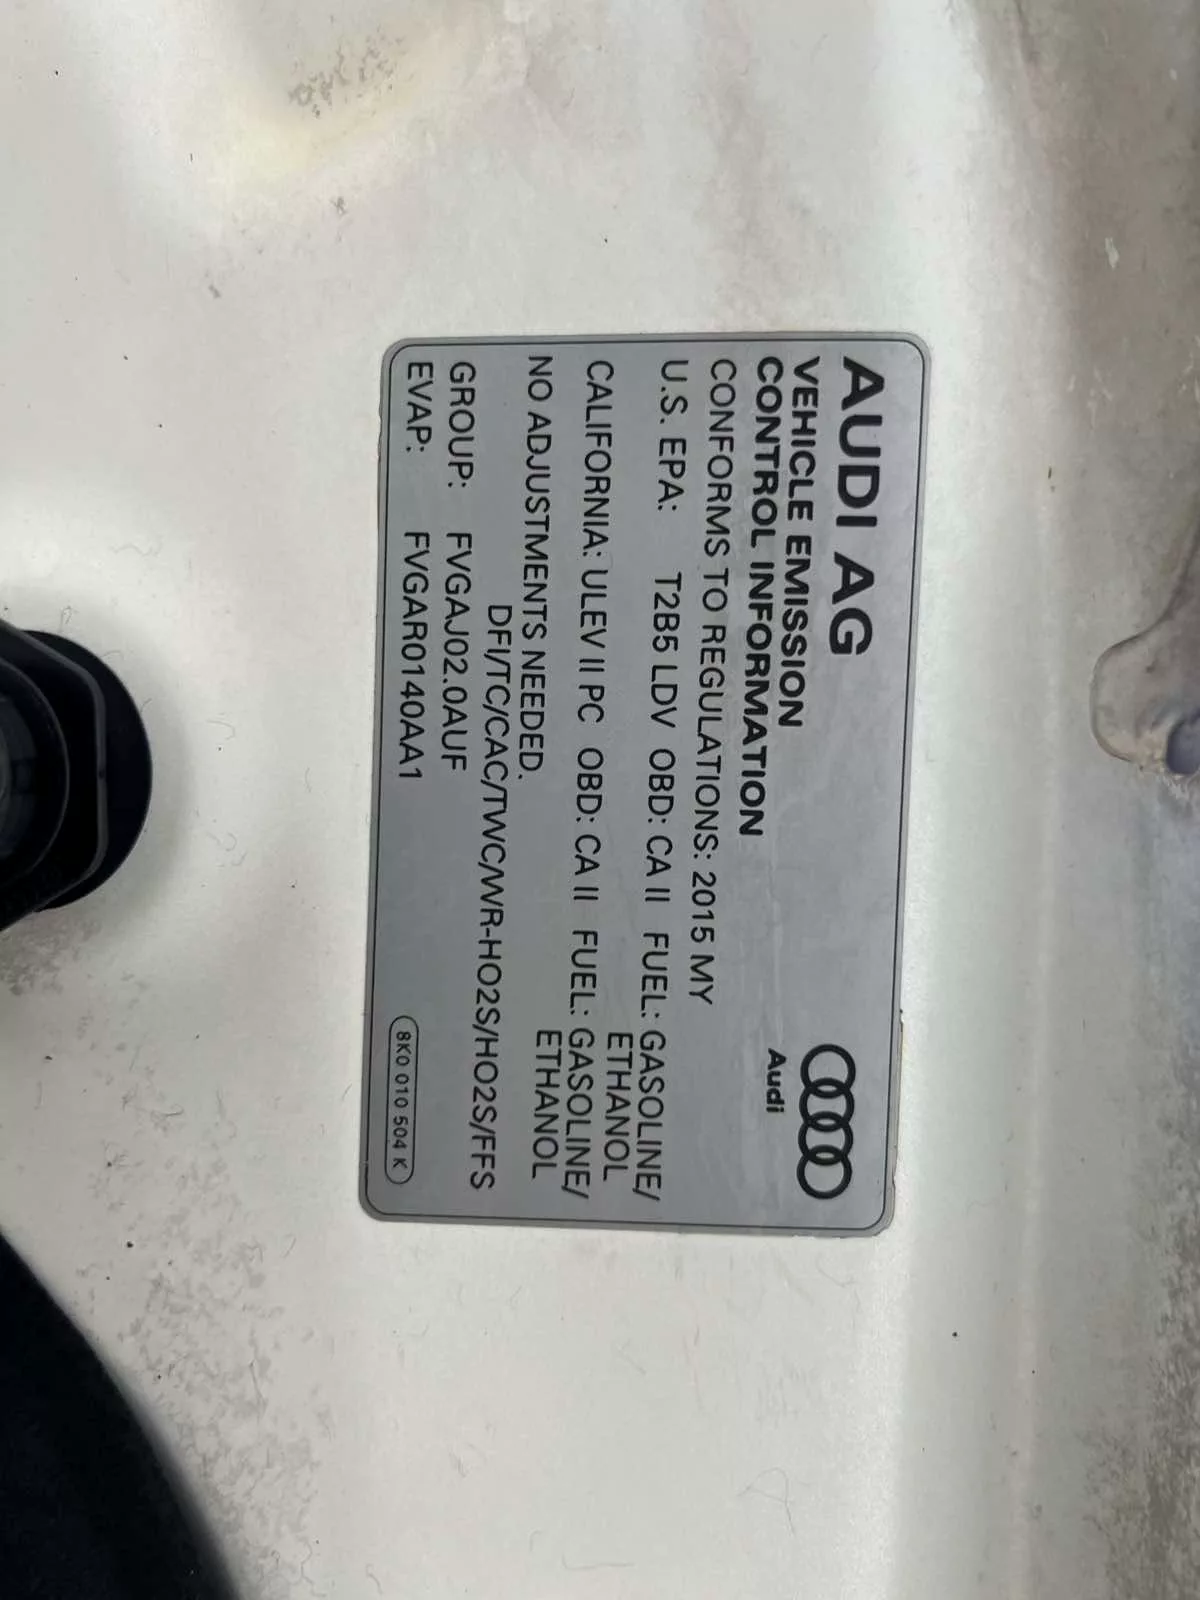 AUDI AG
VEHICLE EMISSION
CONTROL INFORMATION
Audi
CONFORMS TO REGULATIONS: 2015 MY
U.S. EPA: T2B5 LDV OBD: CA II FUEL: GASOLINE/
ETHANOL
CALIFORNIA: ULEV II PC OBD: CA II FUEL: GASOLINE/
ETHANOL
NO ADJUSTMENTS NEEDED.
DFI/TC/CAC/TWC/WR-HO2S/HO2S/FFS
GROUP: FVGAJ02.0AUF
EVAP: FVGAR0140AA1
8K0 010 504 K